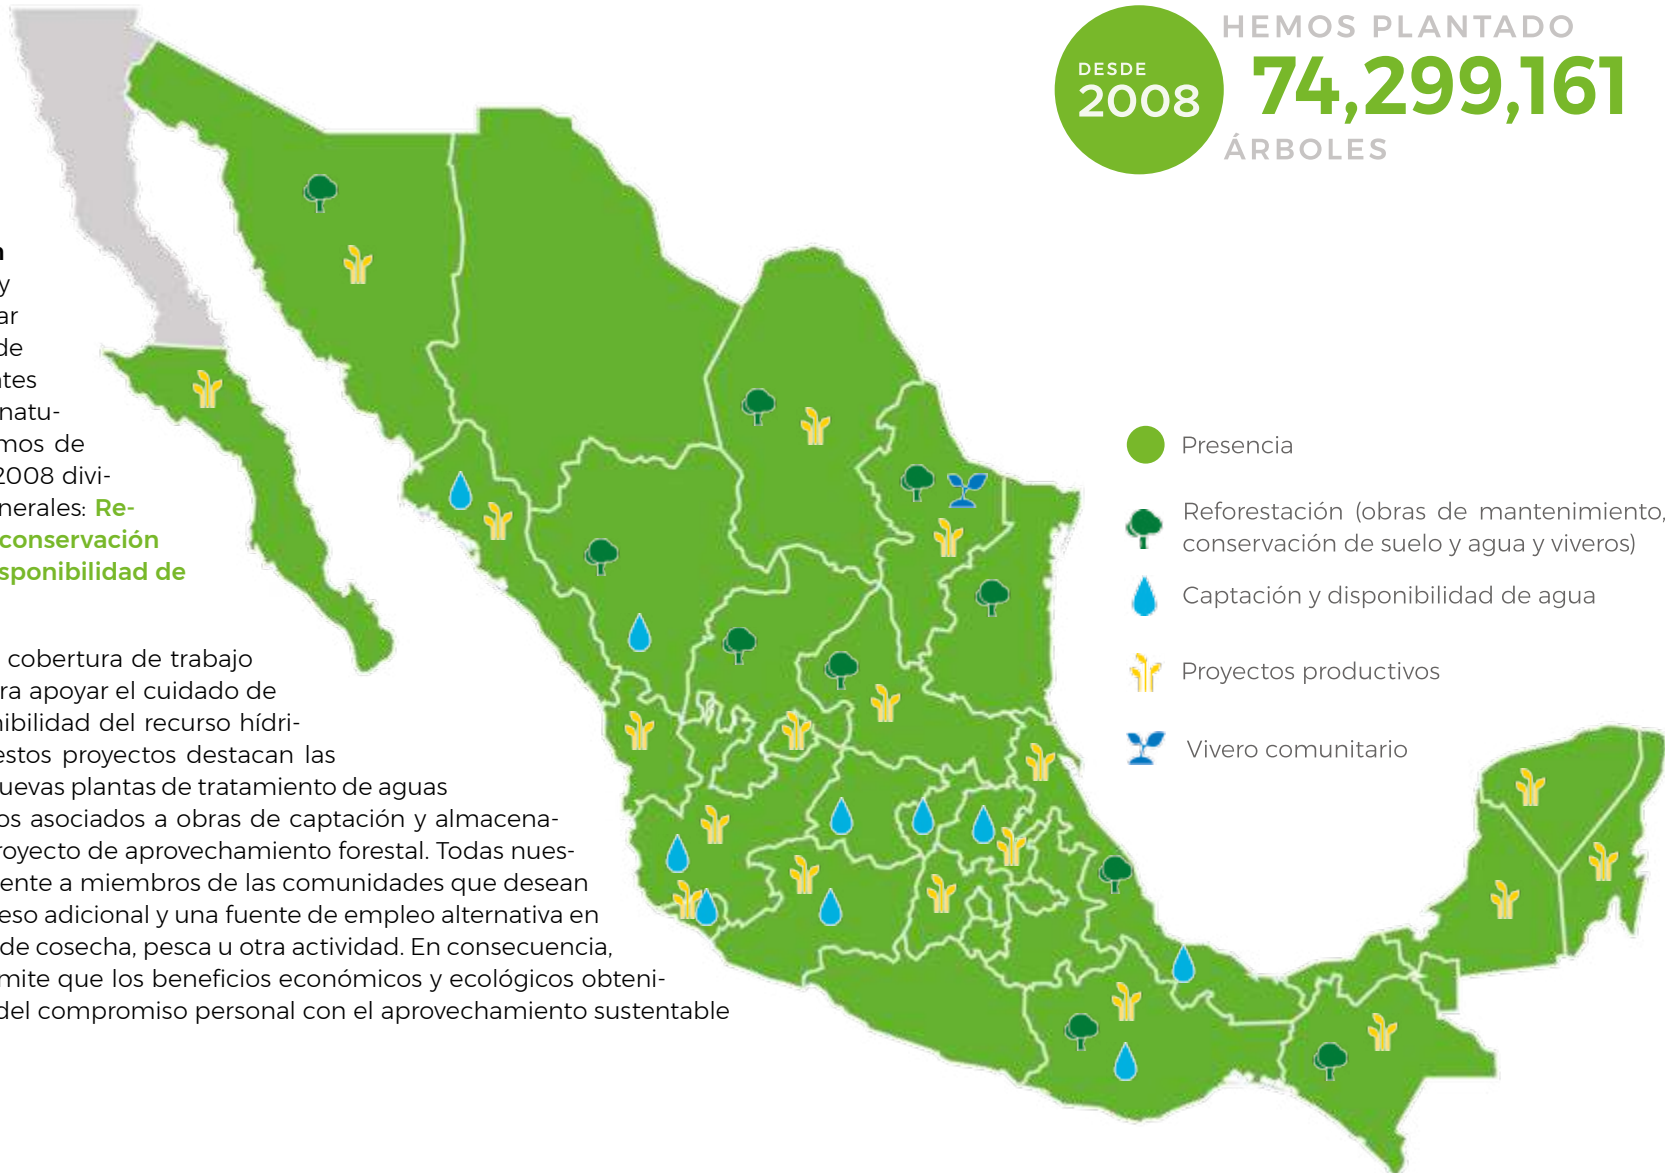 HEMOS PLANTADO
DESDE
2008
74,299,161
ÁRBOLES
n
y
ar
de
ntes
natu-
mos de
2008 divi-
nerales: Re-
conservación
sponibilidad de
cobertura de trabajo
ra apoyar el cuidado de
nibilidad del recurso hídri-
estos proyectos destacan las
uevas plantas de tratamiento de aguas
os asociados a obras de captación y almacena-
royecto de aprovechamiento forestal. Todas nues-
ente a miembros de las comunidades que desean
eso adicional y una fuente de empleo alternativa en
de cosecha, pesca u otra actividad. En consecuencia,
mite que los beneficios económicos y ecológicos obteni-
del compromiso personal con el aprovechamiento sustentable
Presencia
Reforestación (obras de mantenimiento,
conservación de suelo y agua y viveros)
Captación y disponibilidad de agua
Proyectos productivos
Vivero comunitario